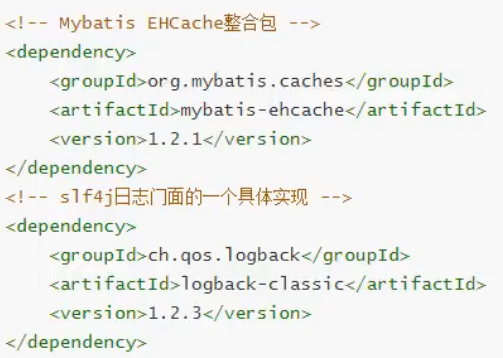 <!-- Mybatis EHCache整合包 -->
<dependency>
    <groupId>org.mybatis.caches</groupId>
    <artifactId>mybatis-ehcache</artifactId>
    <version>1.2.1</version>
</dependency>
<!-- slf4j日志门面的一个具体实现 -->
<dependency>
    <groupId>ch.qos.logback</groupId>
    <artifactId>logback-classic</artifactId>
    <version>1.2.3</version>
</dependency>